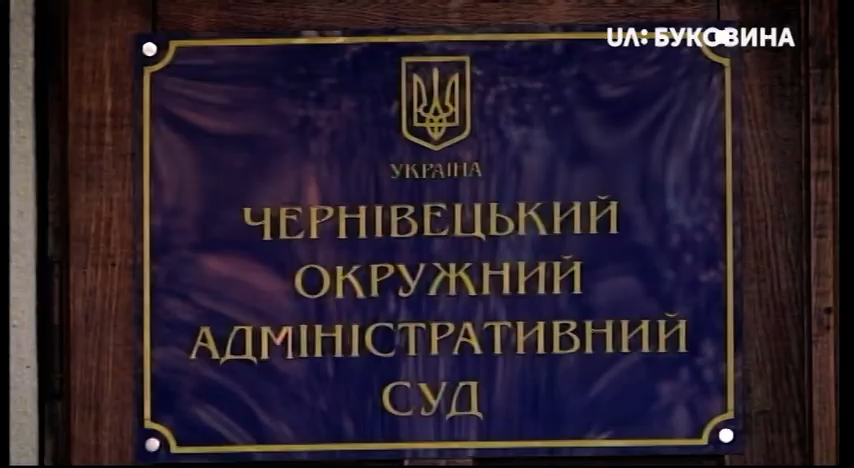 UA: БУКОВИНА
УКРАЇНА
ЧЕРНІВЕЦЬКИЙ
ОКРУЖНИЙ
АДМІНІСТРАТИВНИЙ
СУД